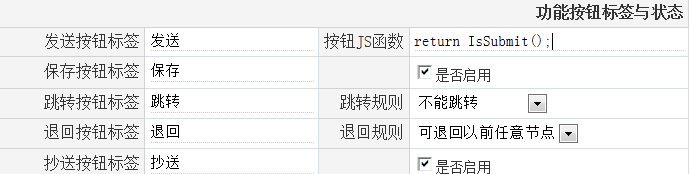 功能按钮标签与状态
发送按钮标签 发送 按钮JS函数 return IsSubmit();
保存按钮标签 保存 是否启用
跳转按钮标签 跳转 跳转规则 不能跳转
退回按钮标签 退回 退回规则 可退回以前任意节点
抄送按钮标签 抄送 是否启用